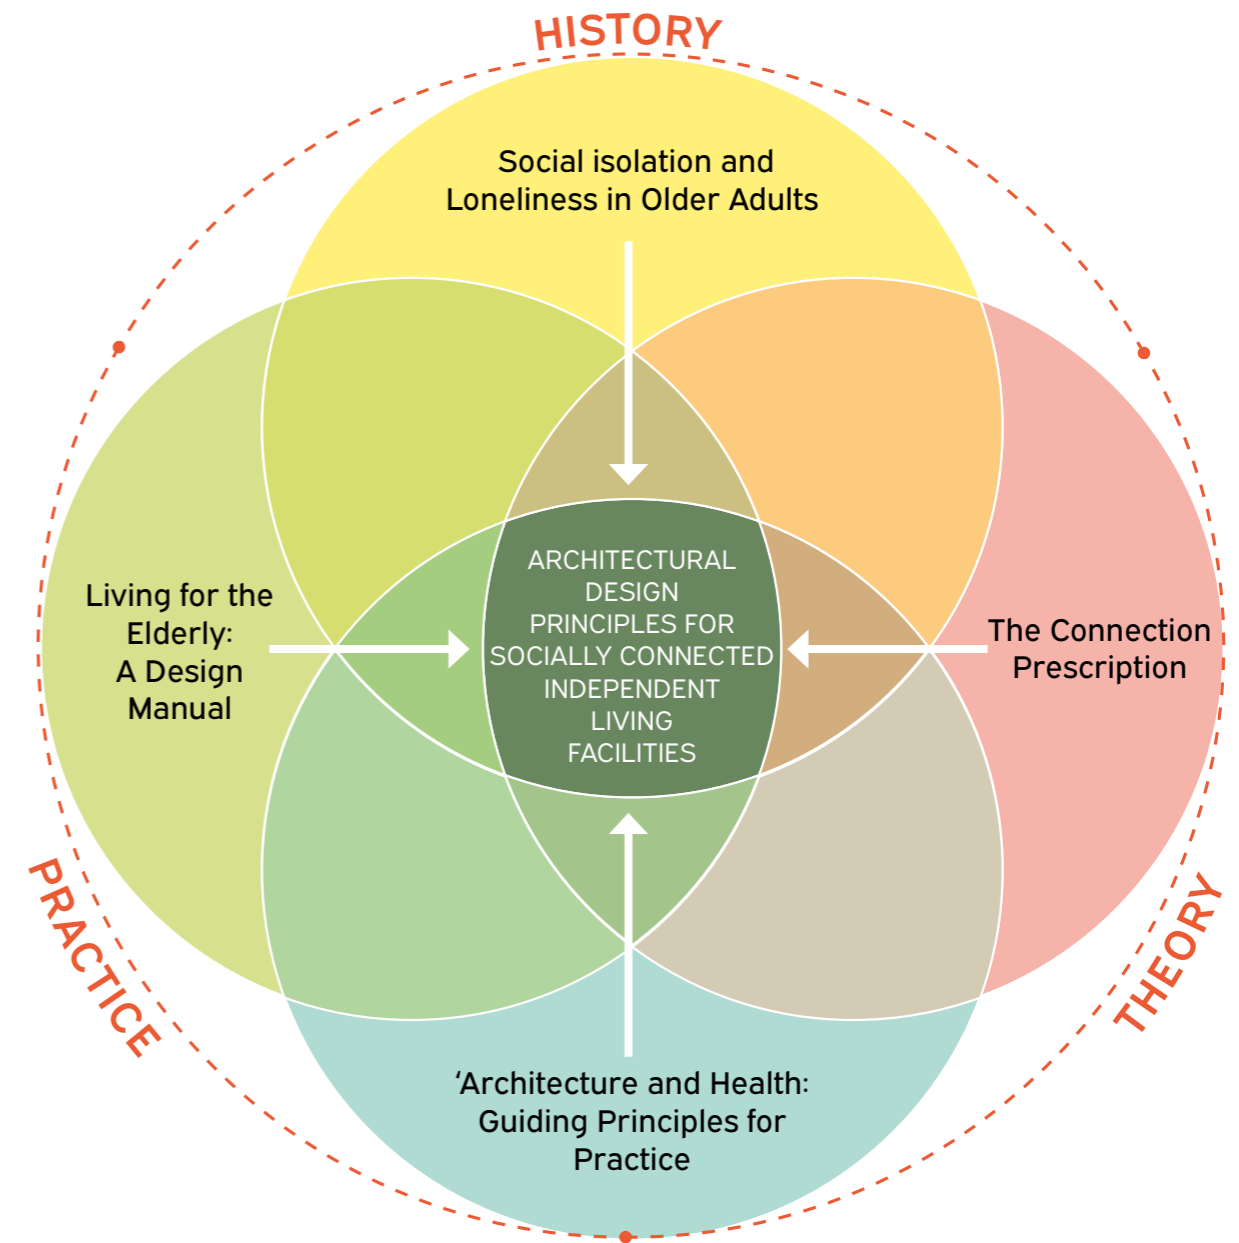 HISTORY
Social isolation and
Loneliness in Older Adults
Living for the
Elderly:
A Design
Manual
ARCHITECTURAL
DESIGN
PRINCIPLES FOR
SOCIALLY CONNECTED
INDEPENDENT
LIVING
FACILITIES
The Connection
Prescription
PRACTICE
THEORY
‘Architecture and Health:
Guiding Principles for
Practice